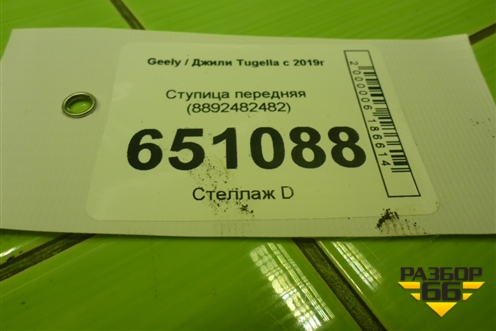 Geely / Джили Tugella с 2019г
Ступица передняя
(8892482482)
651088
Стеллаж D
2000006186614
РАЗБОР
66